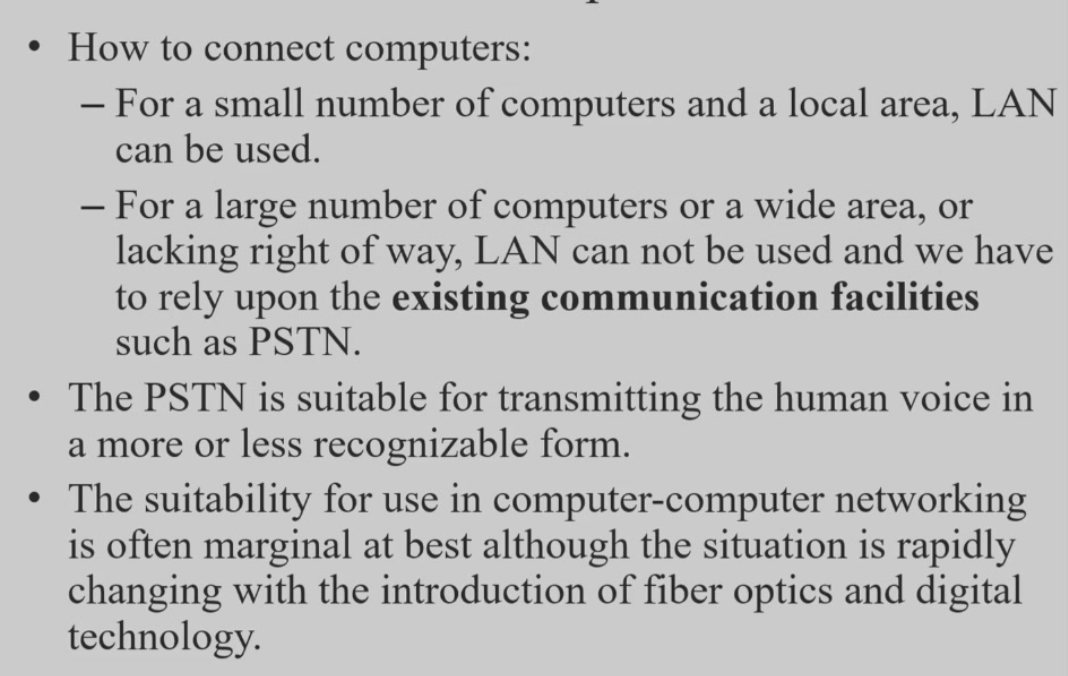 • How to connect computers:
– For a small number of computers and a local area, LAN
can be used.
– For a large number of computers or a wide area, or
lacking right of way, LAN can not be used and we have
to rely upon the existing communication facilities
such as PSTN.
• The PSTN is suitable for transmitting the human voice in
a more or less recognizable form.
• The suitability for use in computer-computer networking
is often marginal at best although the situation is rapidly
changing with the introduction of fiber optics and digital
technology.